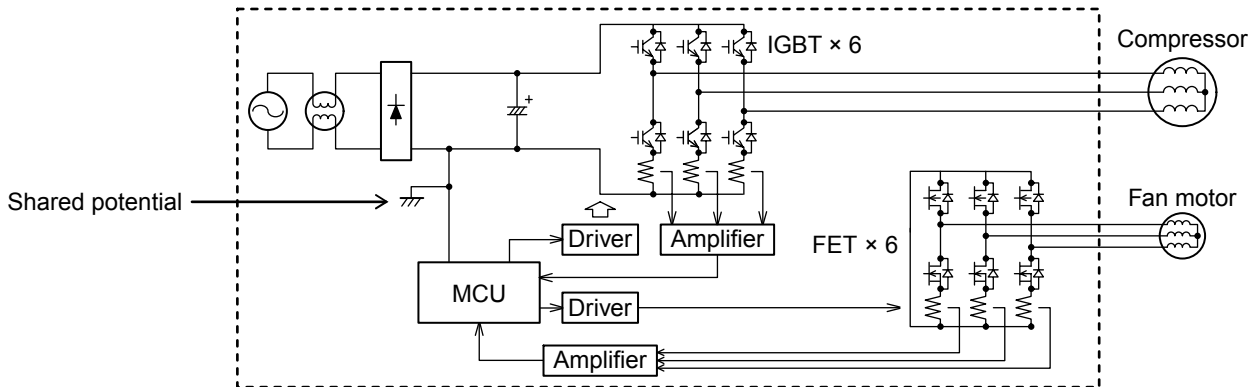 IGBT × 6
Compressor
Shared potential
Fan motor
Driver
Amplifier
FET × 6
MCU
Driver
Amplifier